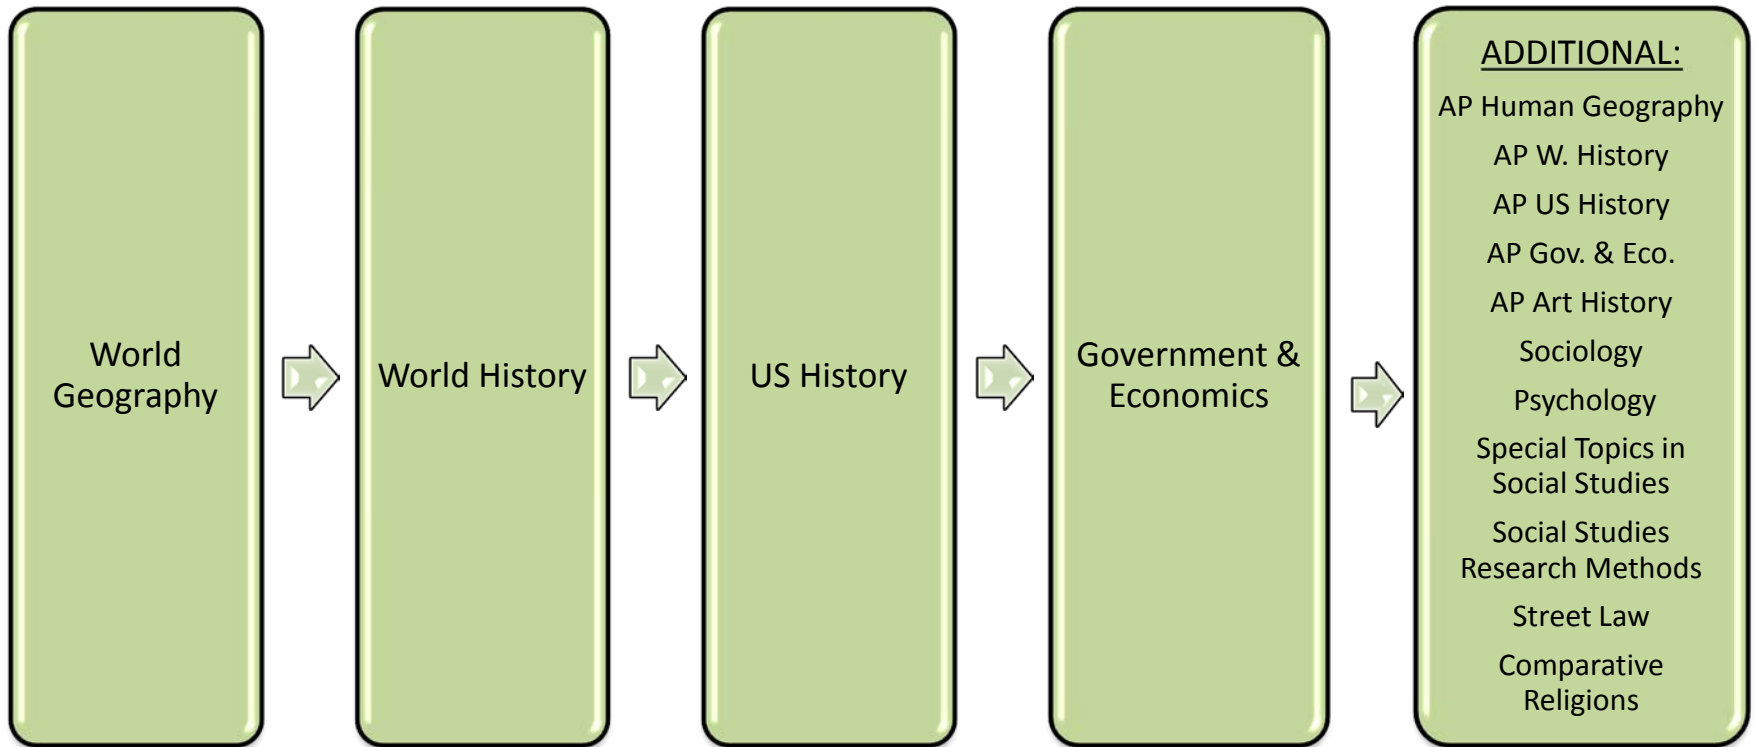 World
Geography
World History
US History
Government &
Economics
ADDITIONAL:
AP Human Geography
AP W. History
AP US History
AP Gov. & Eco.
AP Art History
Sociology
Psychology
Special Topics in
Social Studies
Social Studies
Research Methods
Street Law
Comparative
Religions